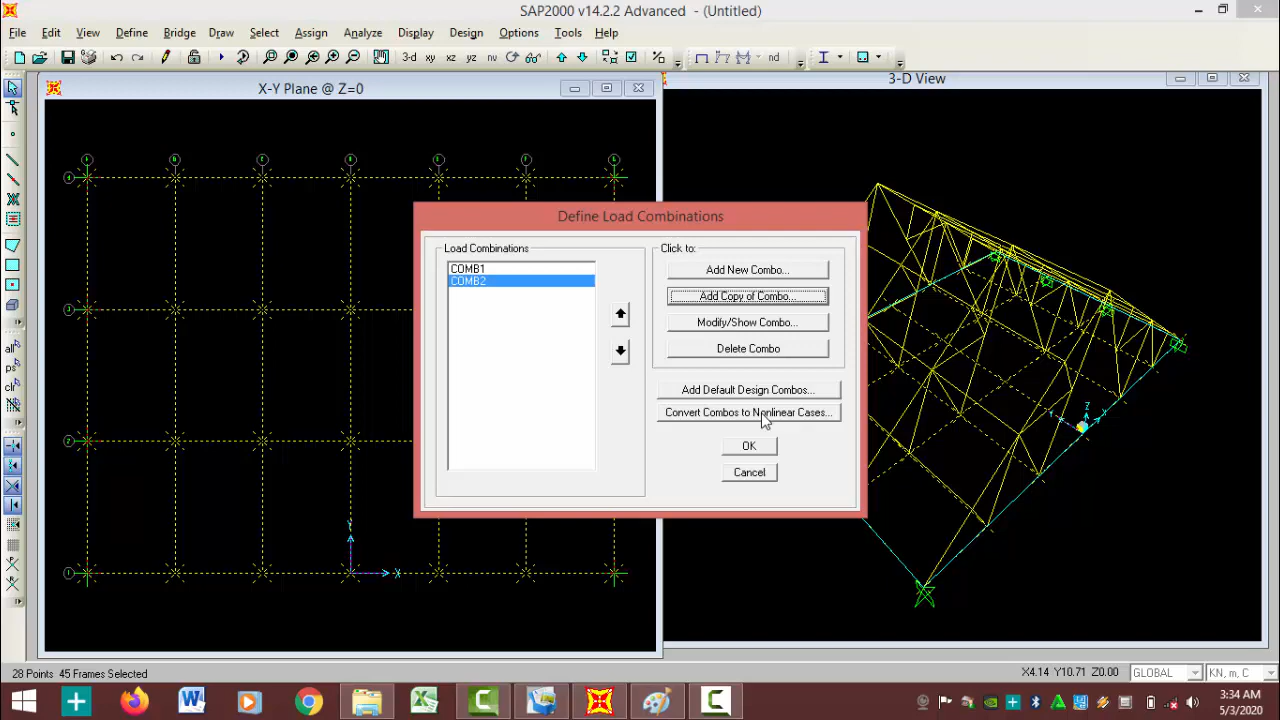 SAP2000 v14.2.2 Advanced - (Untitled)
File Edit View Define Bridge Draw Select Assign Analyze Display Design Options Tools Help
3-d xy xz yz nv
nd
X-Y Plane @ Z=0
3-D View
Define Load Combinations
Load Combinations
COMB1
COMB2
Click to:
Add New Combo...
Add Copy of Combo...
Modify/Show Combo...
Delete Combo
Add Default Design Combos...
Convert Combos to Nonlinear Cases...
OK
Cancel
all
ps
clr
Y
X
Z
Y
X
28 Points 45 Frames Selected
X4.14 Y10.71 Z0.00
GLOBAL
KN, m, C
3:34 AM
5/3/2020